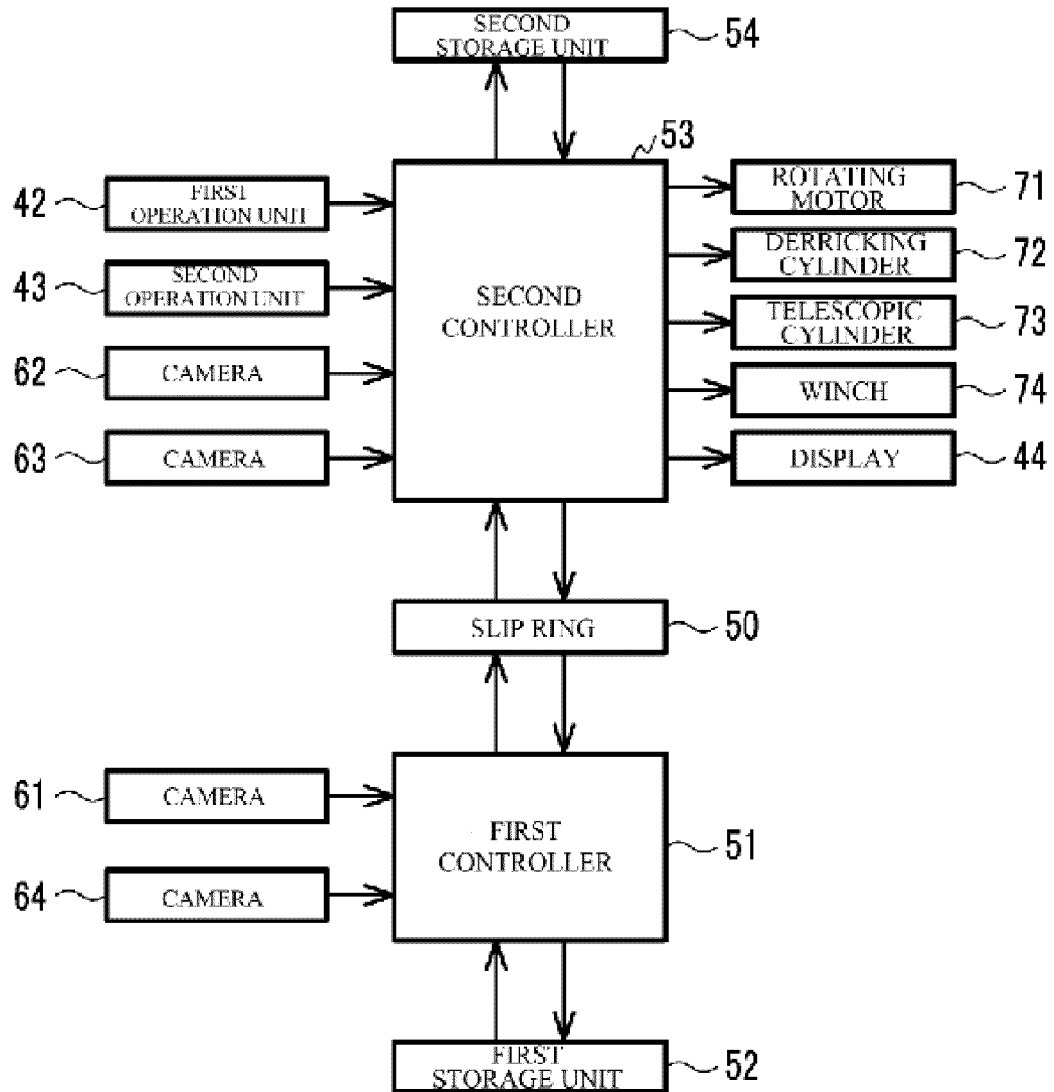 SECOND
STORAGE UNIT
54
53
42
FIRST
OPERATION UNIT
43
SECOND
OPERATION UNIT
62
CAMERA
63
CAMERA
SECOND
CONTROLLER
ROTATING
MOTOR
71
DERRICKING
CYLINDER
72
TELESCOPIC
CYLINDER
73
WINCH
74
DISPLAY
44
SLIP RING
50
61
CAMERA
64
CAMERA
FIRST
CONTROLLER
51
FIRST
STORAGE UNIT
52